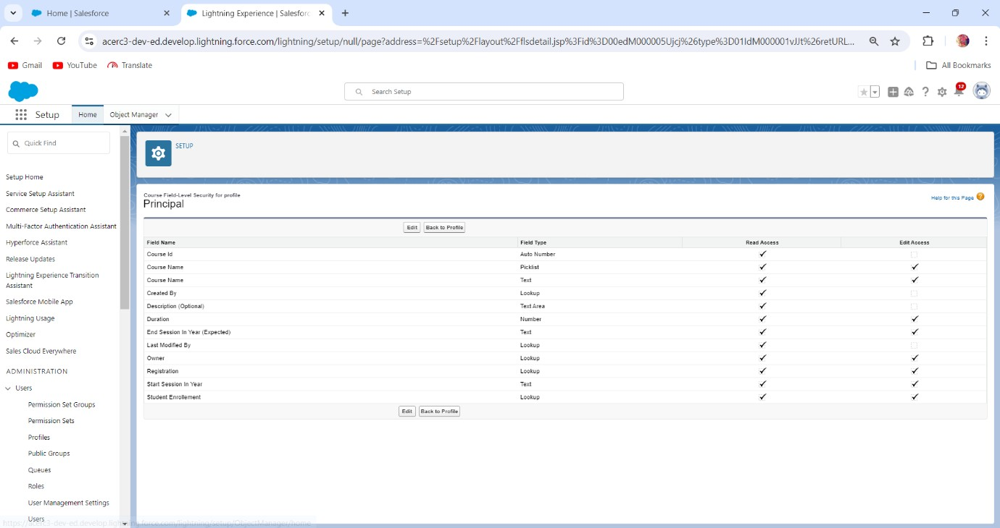 Home | Salesforce
Lightning Experience | Salesforc
acerc3-dev-ed.develop.lightning.force.com/lightning/setup/null/page?address=%2Fsetup%2Flayout%2Fflsdetail.jsp%3Fid%3D00edM000005Ujcj%26type%3D01IdM000001vJJt%26retURL...
Gmail YouTube Translate All Bookmarks
Search Setup
12
Setup Home Object Manager
Quick Find
Setup Home
Service Setup Assistant
Commerce Setup Assistant
Multi-Factor Authentication Assistant
Hyperforce Assistant
Release Updates
Lightning Experience Transition
Assistant
Salesforce Mobile App
Lightning Usage
Optimizer
Sales Cloud Everywhere
ADMINISTRATION
Users
Permission Set Groups
Permission Sets
Profiles
Public Groups
Queues
Roles
User Management Settings
Users
https://acerc3-dev-ed.develop.lightning.force.com/lightning/setup/ObjectManager/home
SETUP
Course Field-Level Security for profile
Principal
Help for this Page ?
Edit Back to Profile
Field Name Field Type Read Access Edit Access
Course Id Auto Number
Course Name Picklist
Course Name Text
Created By Lookup
Description (Optional) Text Area
Duration Number
End Session In Year (Expected) Text
Last Modified By Lookup
Owner Lookup
Registration Lookup
Start Session In Year Text
Student Enrollement Lookup
Edit Back to Profile